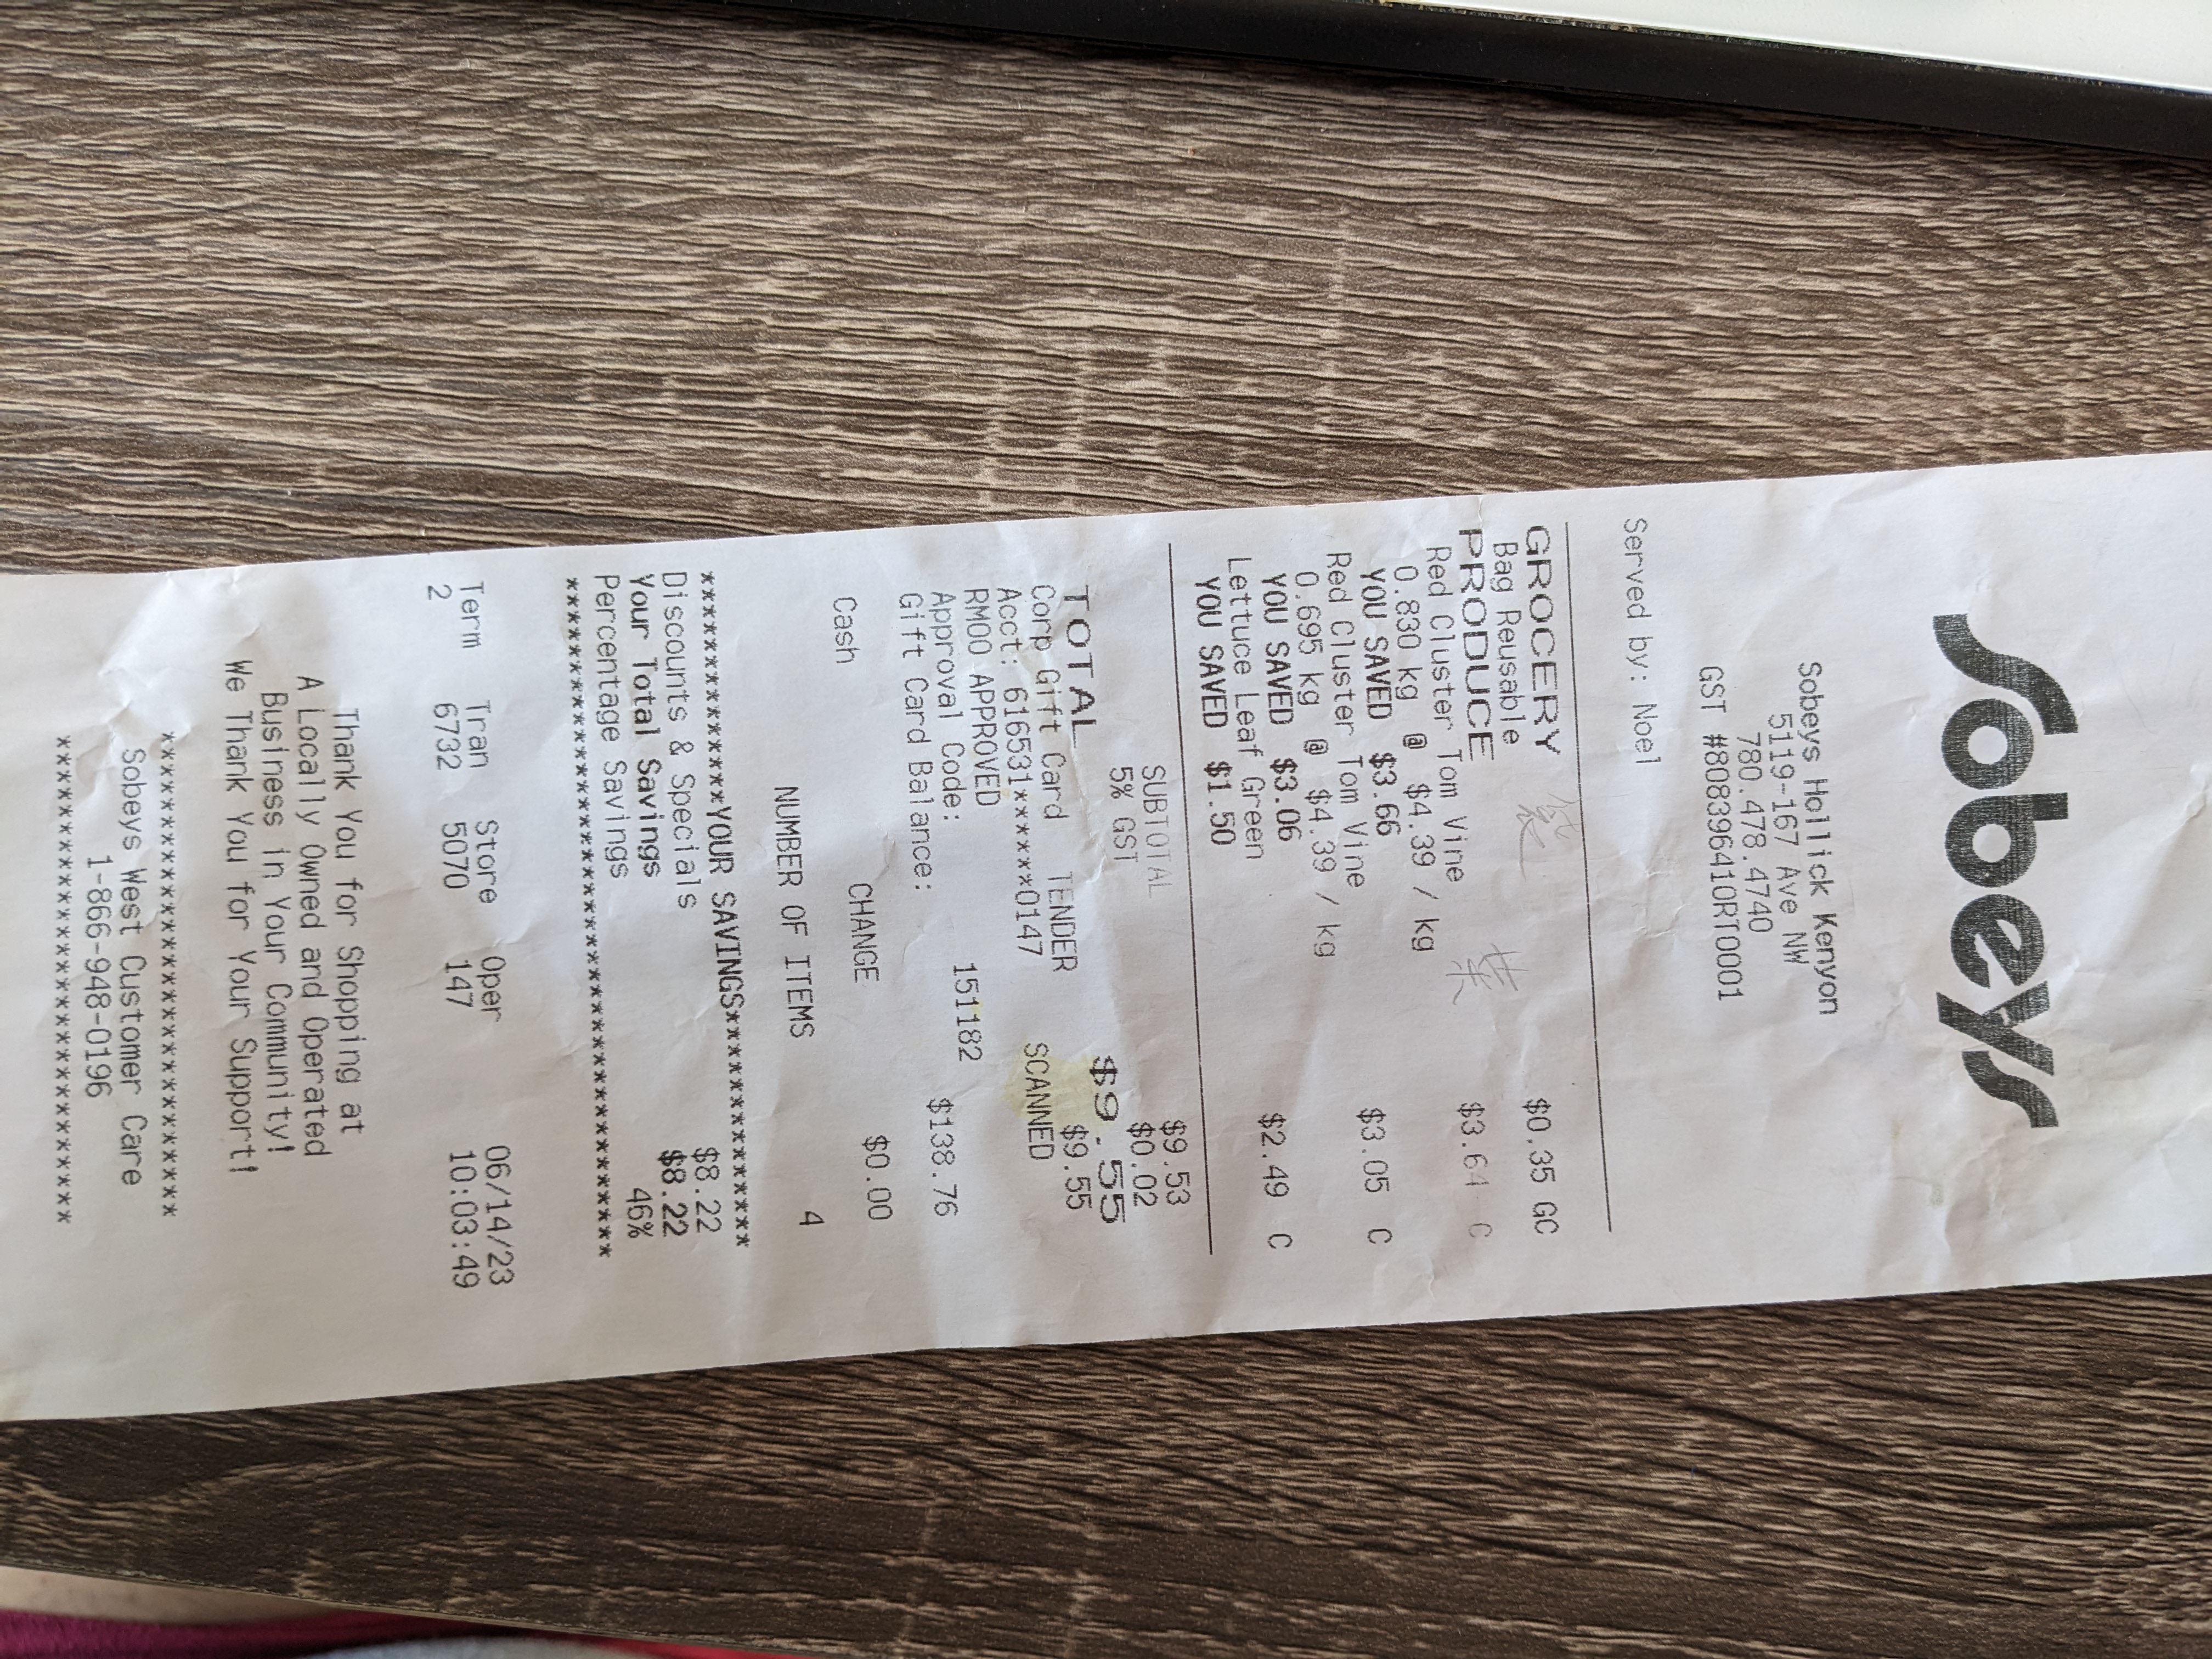 Sobeys
Sobeys Hollick Kenyon
5119-167 Ave NW
780.478.4740
GST #808396410RT0001
Served by: Noel
GROCERY 袋
Bag Reusable $0.35 GC
PRODUCE 菜
Red Cluster Tom Vine $3.64 C
0.830 kg @ $4.39 / kg
YOU SAVED $3.66
Red Cluster Tom Vine $3.05 C
0.695 kg @ $4.39 / kg
YOU SAVED $3.06
Lettuce Leaf Green $2.49 C
YOU SAVED $1.50
SUBTOTAL $9.53
5% GST $0.02
TOTAL $9.55
Corp Gift Card TENDER $9.55
Acct: 616531******0147 SCANNED
RM00 APPROVED
Approval Code: 151182
Gift Card Balance: $138.76
CHANGE $0.00
Cash
NUMBER OF ITEMS 4
************YOUR SAVINGS*************
Discounts & Specials $8.22
Your Total Savings $8.22
Percentage Savings 46%
****************************************
Term Tran Store Oper 06/14/23
2 6732 5070 147 10:03:49
Thank You for Shopping at
A Locally Owned and Operated
Business in Your Community!
We Thank You for Your Support!
******************************
Sobeys West Customer Care
1-866-948-0196
******************************